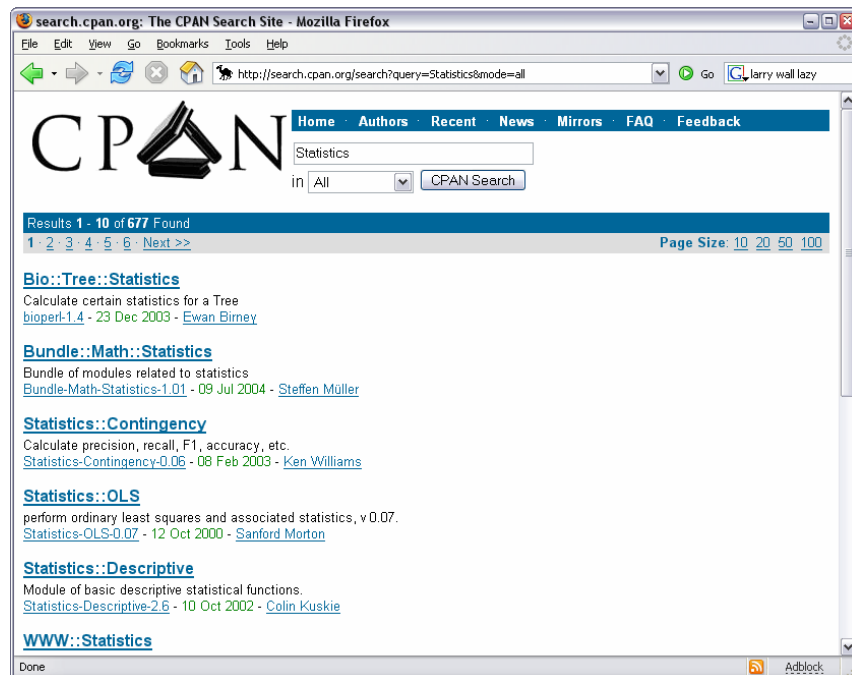 search.cpan.org: The CPAN Search Site - Mozilla Firefox
File Edit View Go Bookmarks Tools Help
http://search.cpan.org/search?query=Statistics&mode=all Go G larry wall lazy
CPAN
Home · Authors · Recent · News · Mirrors · FAQ · Feedback
Statistics
in All CPAN Search
Results 1 - 10 of 677 Found
1 · 2 · 3 · 4 · 5 · 6 · Next >> Page Size: 10 20 50 100
Bio::Tree::Statistics
Calculate certain statistics for a Tree
bioperl-1.4 - 23 Dec 2003 - Ewan Birney
Bundle::Math::Statistics
Bundle of modules related to statistics
Bundle-Math-Statistics-1.01 - 09 Jul 2004 - Steffen Müller
Statistics::Contingency
Calculate precision, recall, F1, accuracy, etc.
Statistics-Contingency-0.06 - 08 Feb 2003 - Ken Williams
Statistics::OLS
perform ordinary least squares and associated statistics, v 0.07.
Statistics-OLS-0.07 - 12 Oct 2000 - Sanford Morton
Statistics::Descriptive
Module of basic descriptive statistical functions.
Statistics-Descriptive-2.6 - 10 Oct 2002 - Colin Kuskie
WWW::Statistics
Done Adblock